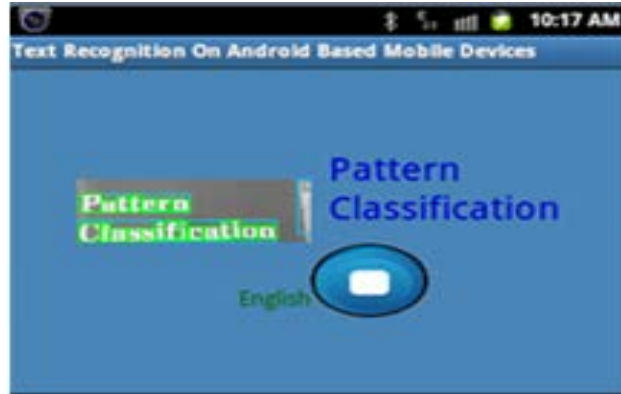 10:17 AM
Text Recognition On Android Based Mobile Devices
Pattern
Classification
Pattern
Classification
English